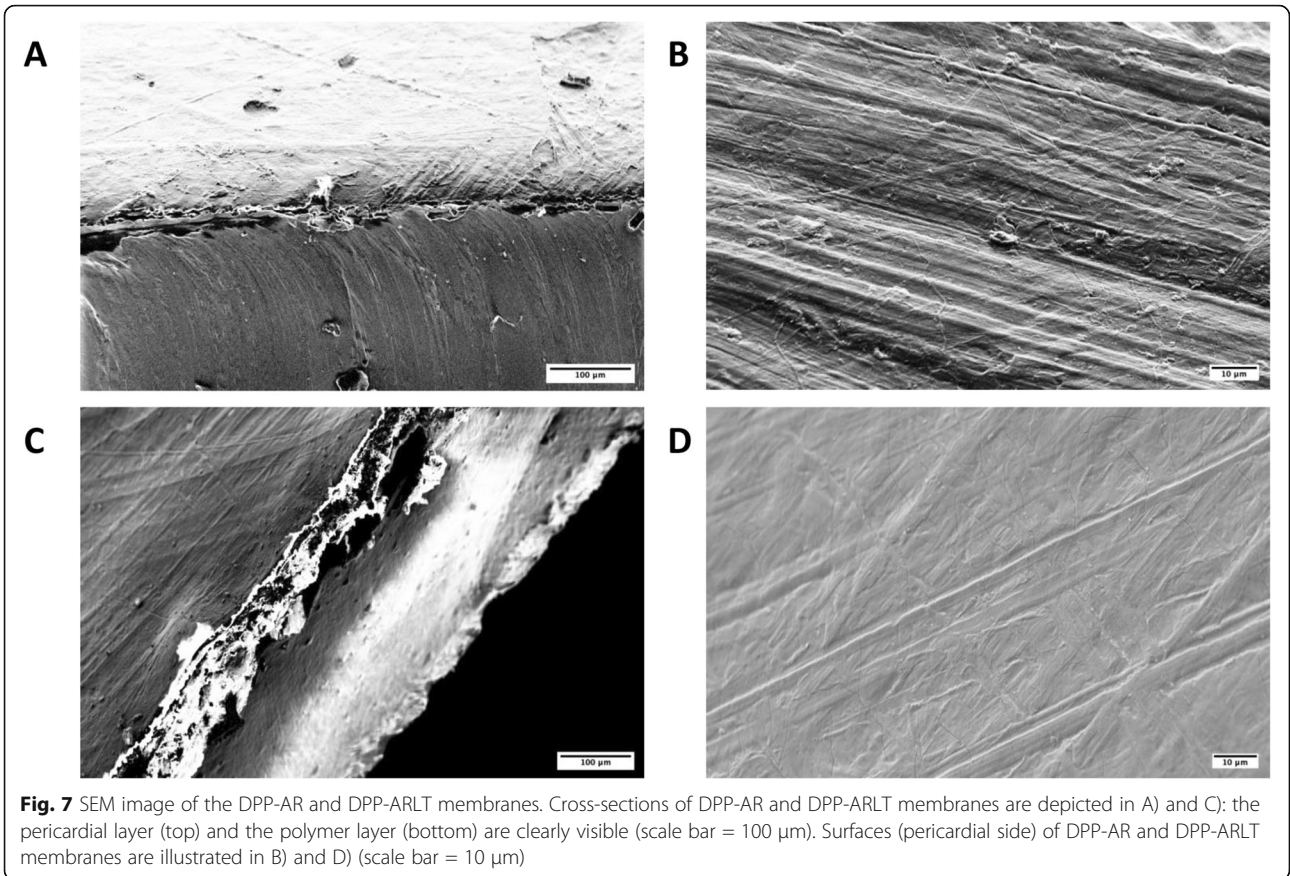 A
100 µm
B
10 µm
C
100 µm
D
10 µm
Fig. 7 SEM image of the DPP-AR and DPP-ARLT membranes. Cross-sections of DPP-AR and DPP-ARLT membranes are depicted in A) and C): the
pericardial layer (top) and the polymer layer (bottom) are clearly visible (scale bar = 100 μm). Surfaces (pericardial side) of DPP-AR and DPP-ARLT
membranes are illustrated in B) and D) (scale bar = 10 μm)